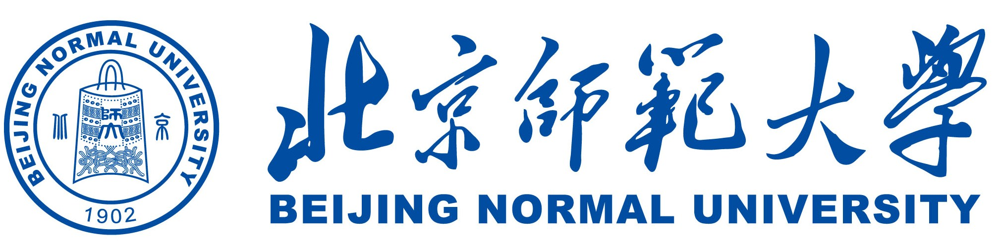 BEIJING NORMAL UNIVERSITY
北 京
師大
1902
北京師範大學
BEIJING NORMAL UNIVERSITY